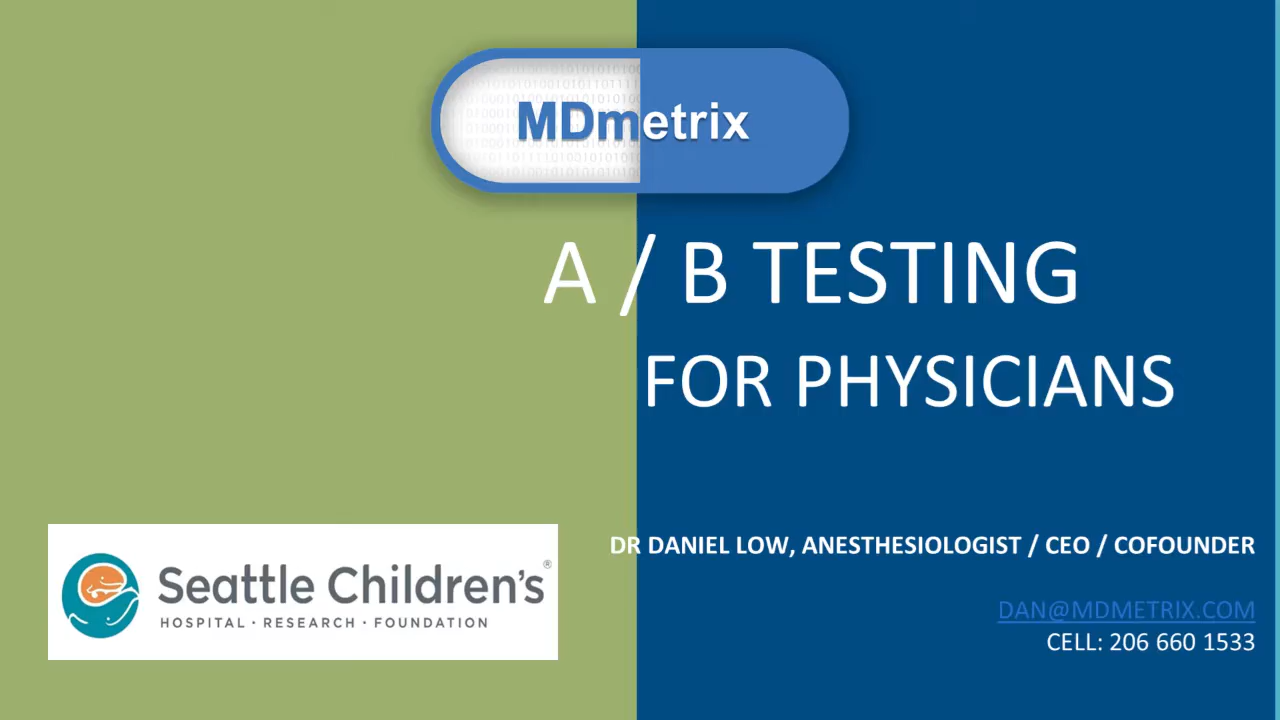 MDmetrix
A / B TESTING
FOR PHYSICIANS
DR DANIEL LOW, ANESTHESIOLOGIST / CEO / COFOUNDER
DAN@MDMETRIX.COM
CELL: 206 660 1533
Seattle Children's®
HOSPITAL · RESEARCH · FOUNDATION